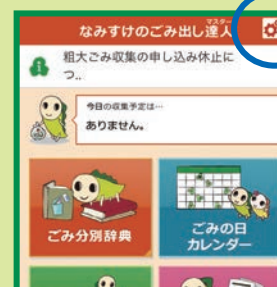 なみすけのごみ出し達人マスター
粗大ごみ収集の申し込み休止に
つ..
今日の収集予定は…
ありません。
ごみ分別辞典
ごみの日
カレンダー